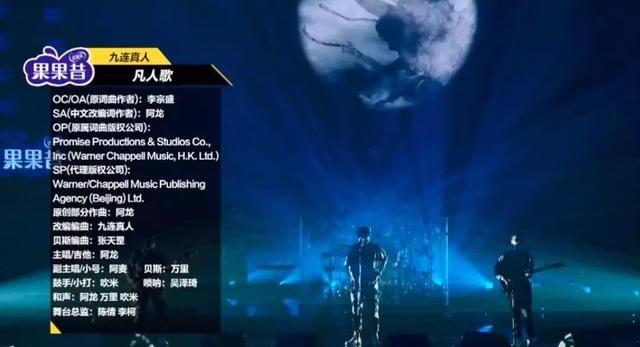 果果昔
九连真人
凡人歌
OC/OA(原词曲作者)：李宗盛
SA(中文改编词作者)：阿龙
OP(原属词曲版权公司)：
Promise Productions & Studios Co.,
Inc (Warner Chappell Music, H.K. Ltd.)
SP(代理版权公司)：
Warner/Chappell Music Publishing
Agency (Beijing) Ltd.
原创部分作曲：阿龙
改编编曲：九连真人
贝斯编曲：张天罡
主唱/吉他：阿龙
副主唱/小号：阿麦 贝斯：万里
鼓手/小打：吹米 唢呐：吴泽琦
和声：阿龙 万里 吹米
舞台总监：陈倩 李柯
果果昔